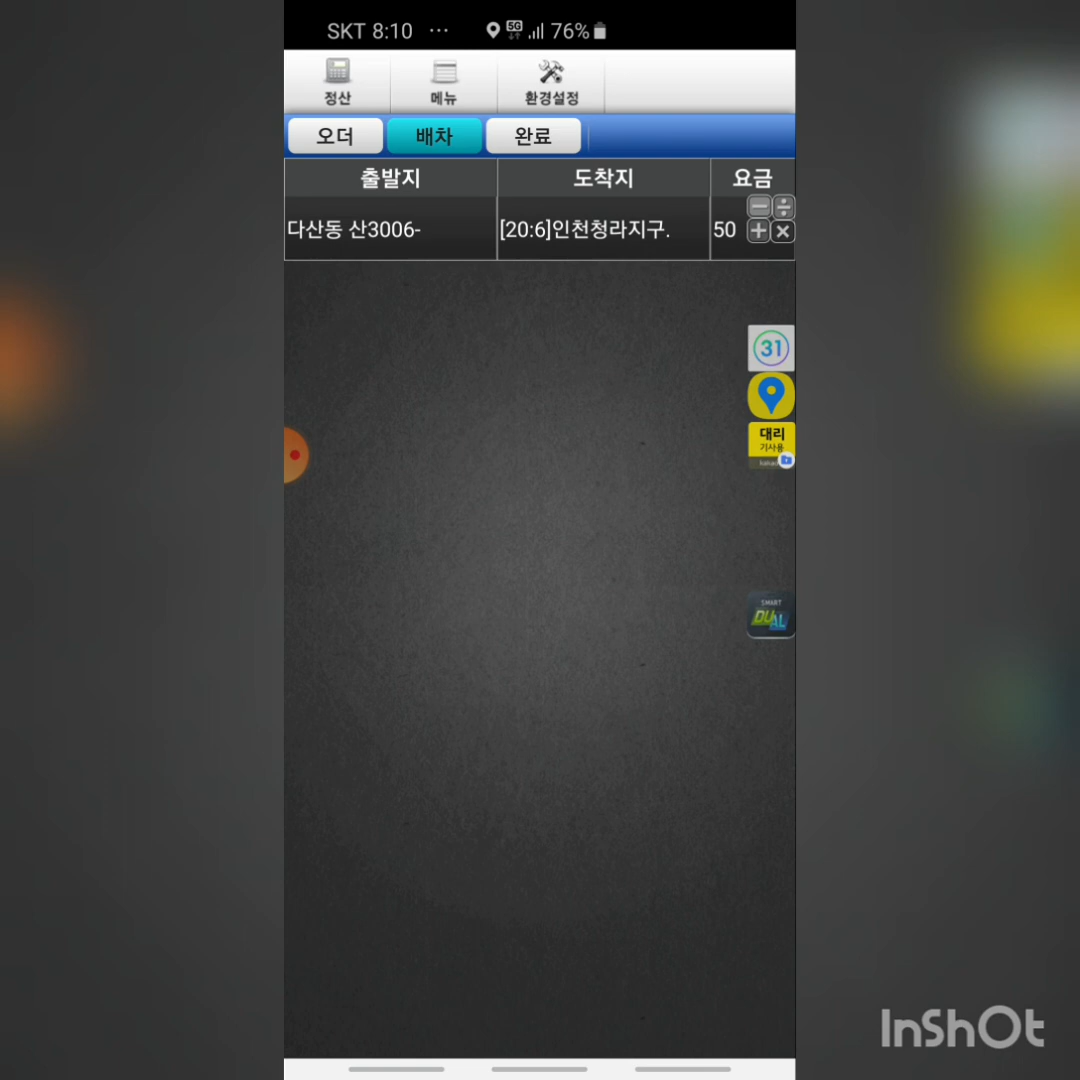 SKT 8:10 ··· 5G 76%
정산 메뉴 환경설정
오더 배차 완료
출발지 도착지 요금
다산동 산3006- [20:6]인천청라지구. 50
31
대리
기사용
SMART
DUAL
InShOt